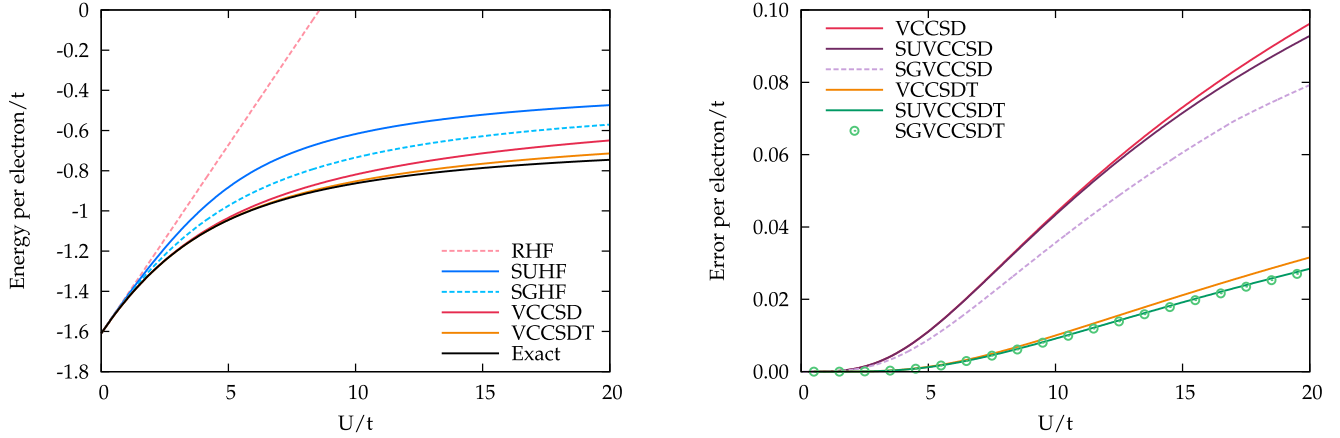 0
-0.2
-0.4
-0.6
-0.8
-1
-1.2
-1.4
-1.6
-1.8
Energy per electron/t
RHF
SUHF
SGHF
VCCSD
VCCSDT
Exact
0 5 10 15 20
U/t
0.10
0.08
0.06
0.04
0.02
0.00
Error per electron/t
VCCSD
SUVCCSD
SGVCCSD
VCCSDT
SUVCCSDT
SGVCCSDT
0 5 10 15 20
U/t